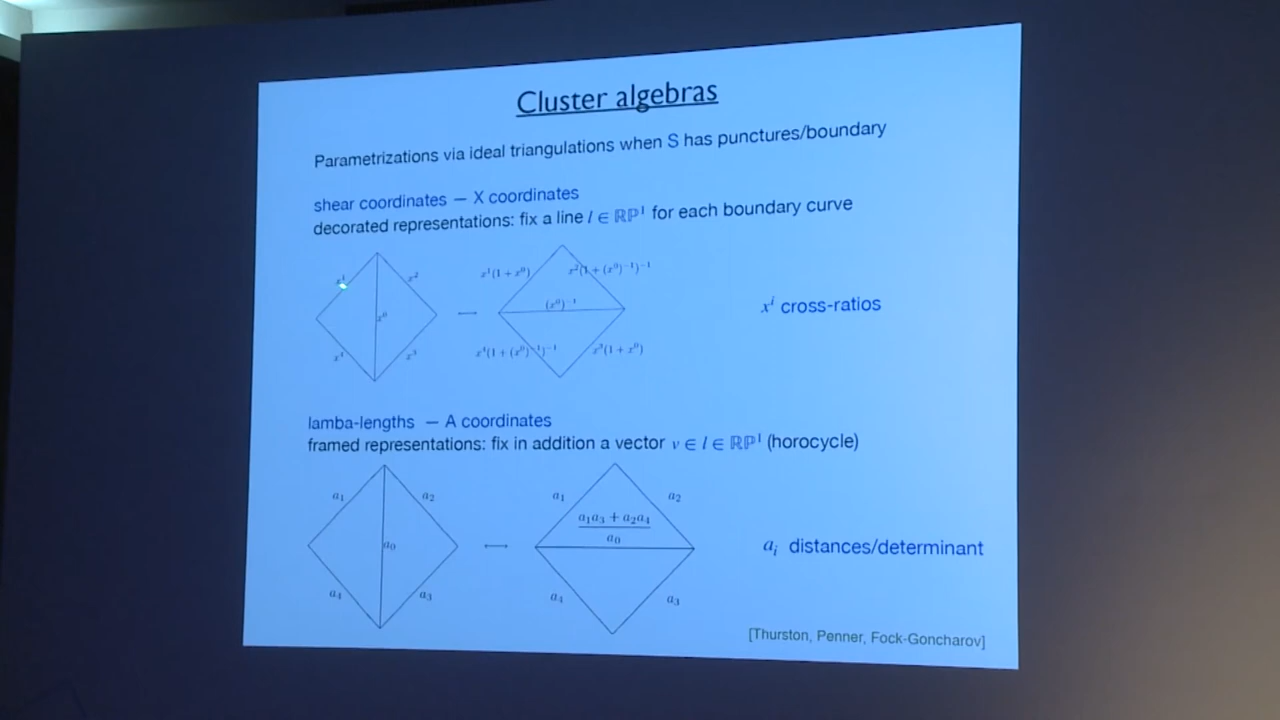 Cluster algebras
Parametrizations via ideal triangulations when S has punctures/boundary
shear coordinates — X coordinates
decorated representations: fix a line l ∈ ℝℙ¹ for each boundary curve
x¹ x² x¹(1 + x⁰) x²(1 + (x⁰)⁻¹)⁻¹
x⁰ ⟷ (x⁰)⁻¹ xⁱ cross-ratios
x⁴ x³ x⁴(1 + (x⁰)⁻¹)⁻¹ x³(1 + x⁰)
lamba-lengths — A coordinates
framed representations: fix in addition a vector v ∈ l ∈ ℝℙ¹ (horocycle)
a₁ a₂ a₁ a₂
a₁a₃ + a₂a₄
a₀ ⟷ a₀ aᵢ distances/determinant
a₄ a₃ a₄ a₃
[Thurston, Penner, Fock-Goncharov]